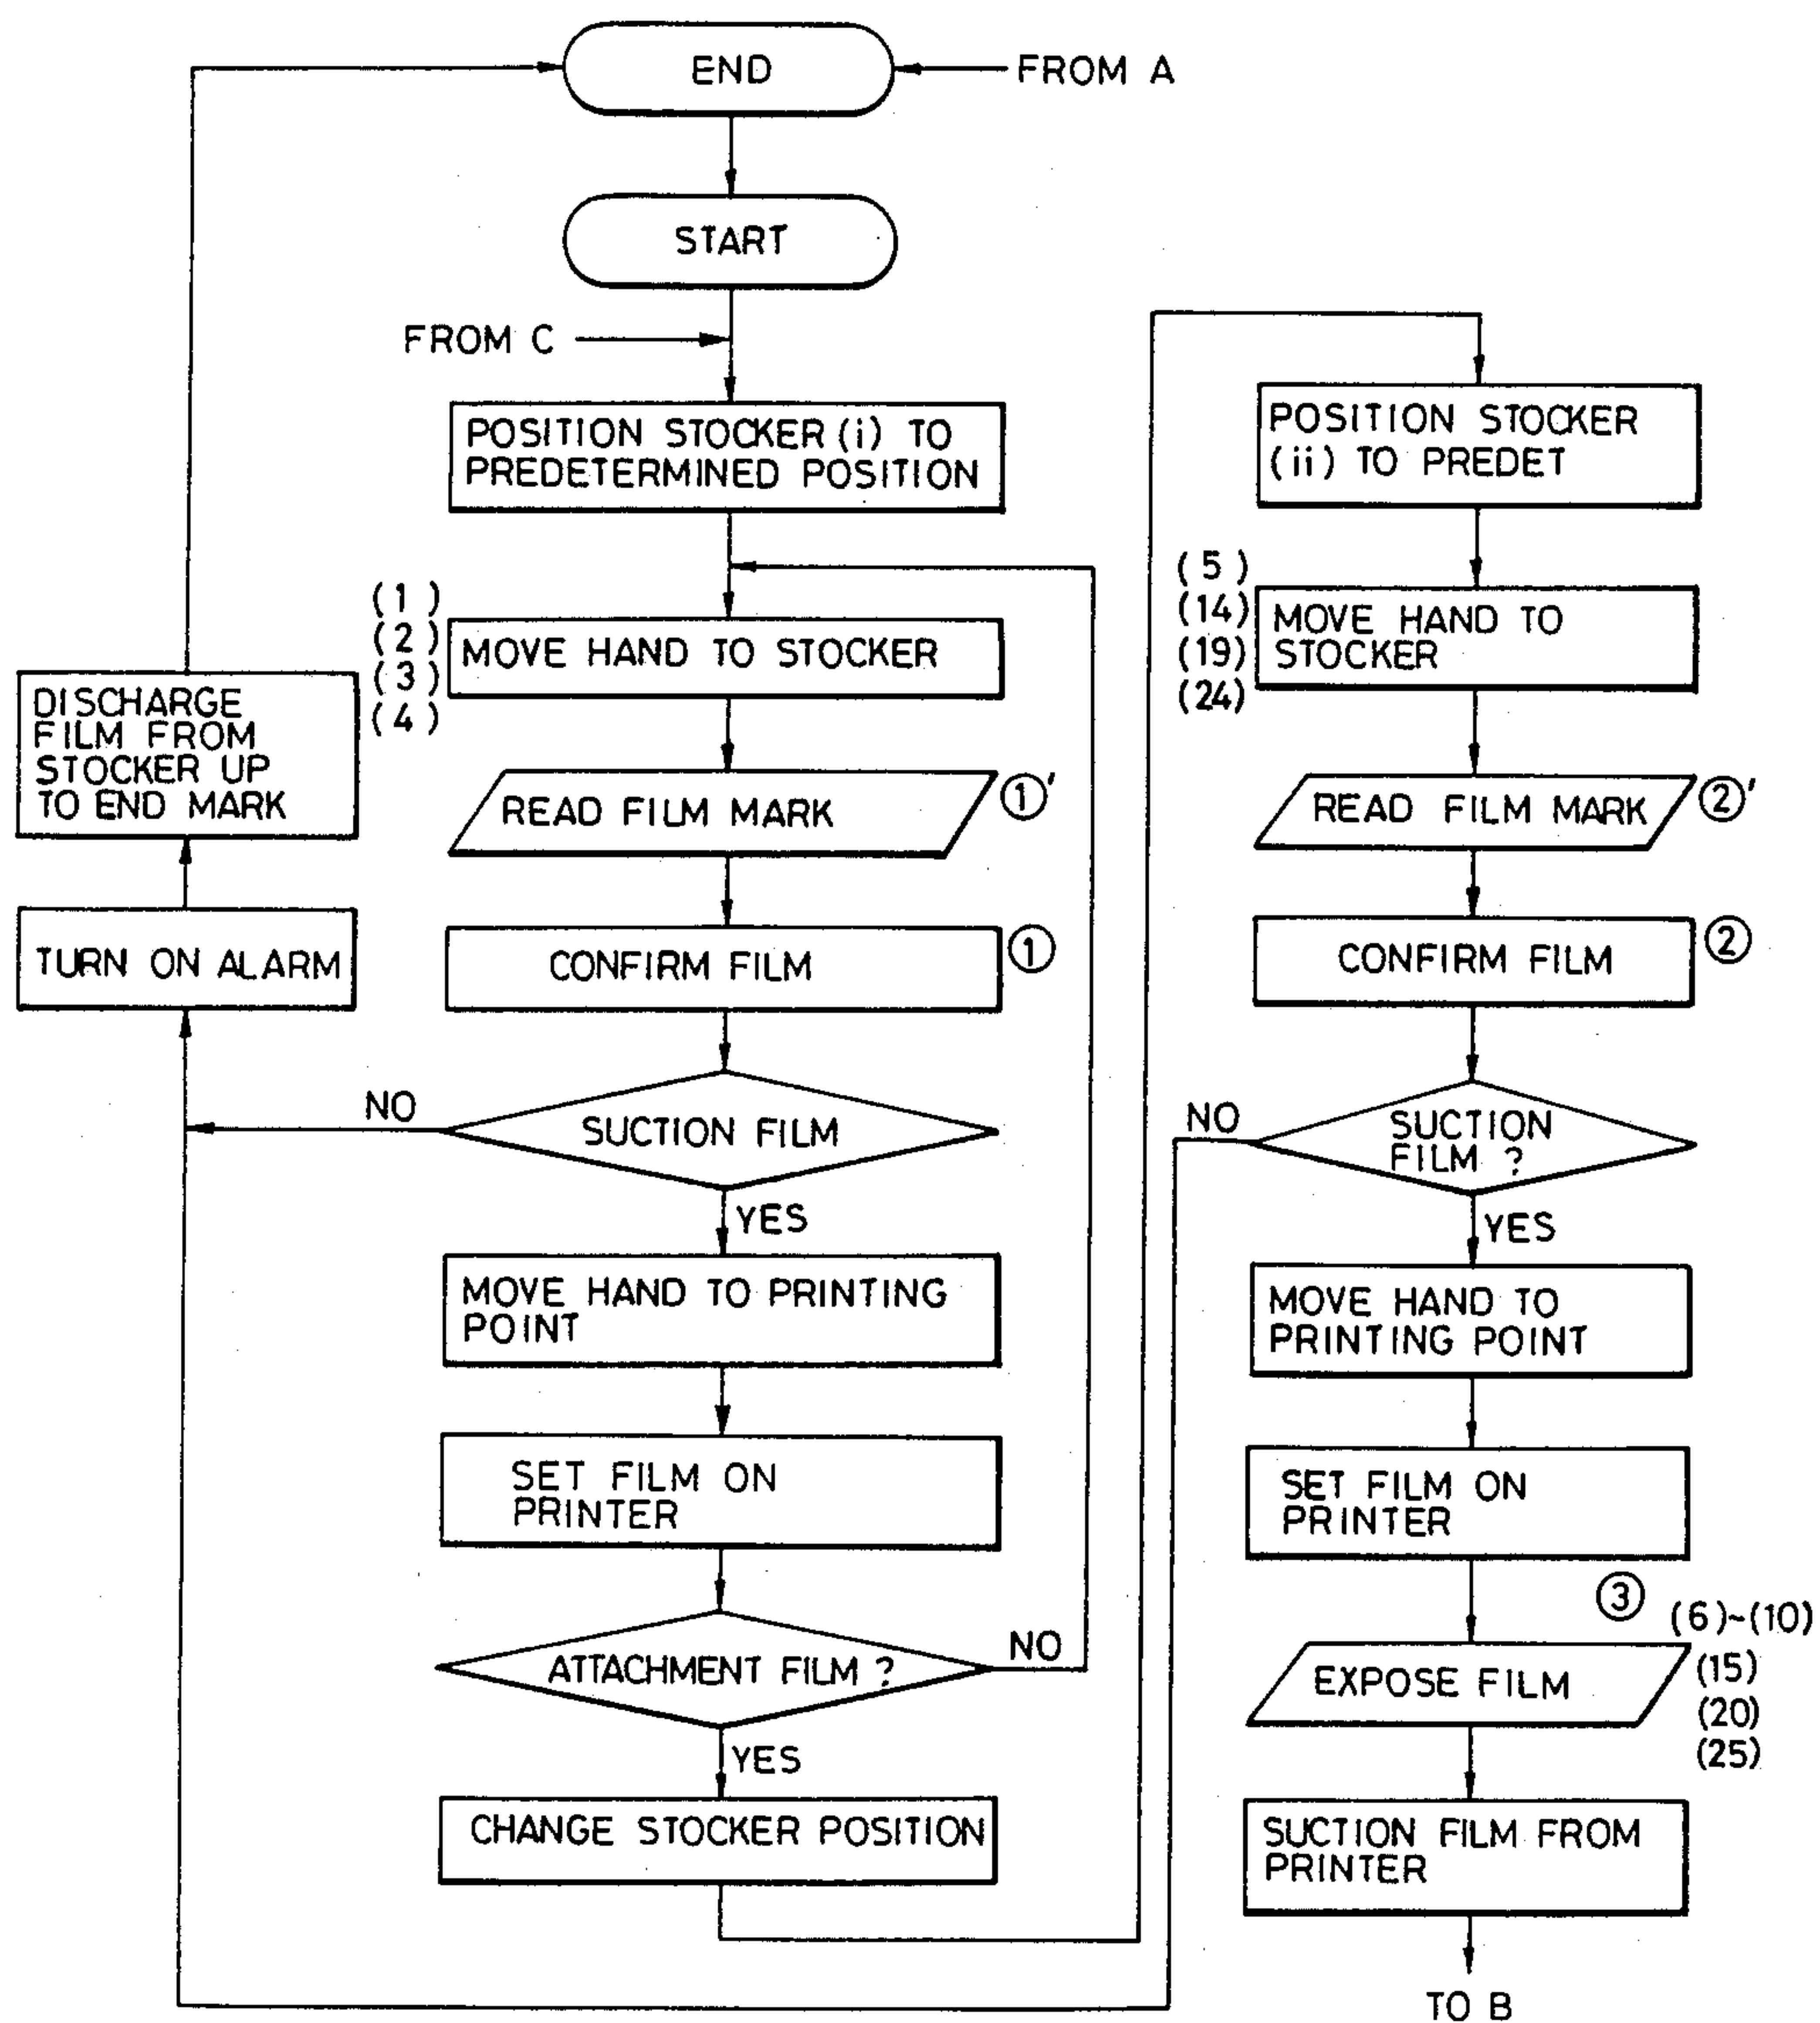 END
FROM A
START
FROM C
POSITION STOCKER (i) TO
PREDETERMINED POSITION
(1)
(2)
(3)
(4)
MOVE HAND TO STOCKER
READ FILM MARK
①'
CONFIRM FILM
①
SUCTION FILM
NO
YES
DISCHARGE
FILM FROM
STOCKER UP
TO END MARK
TURN ON ALARM
MOVE HAND TO PRINTING
POINT
SET FILM ON
PRINTER
ATTACHMENT FILM ?
NO
YES
CHANGE STOCKER POSITION
POSITION STOCKER
(ii) TO PREDET
(5)
(14)
(19)
(24)
MOVE HAND TO
STOCKER
READ FILM MARK
②'
CONFIRM FILM
②
SUCTION
FILM ?
NO
YES
MOVE HAND TO
PRINTING POINT
SET FILM ON
PRINTER
③
(6)~(10)
(15)
(20)
(25)
EXPOSE FILM
SUCTION FILM FROM
PRINTER
TO B